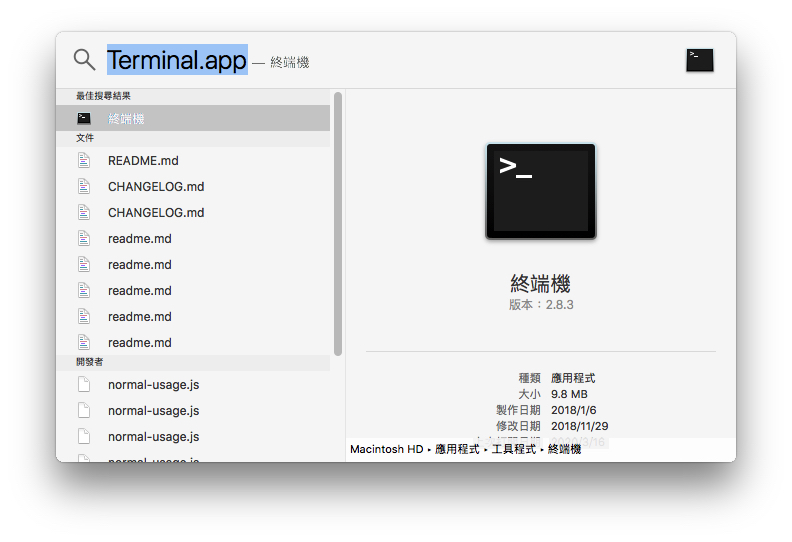 Terminal.app — 終端機
最佳搜尋結果
終端機
文件
README.md
CHANGELOG.md
CHANGELOG.md
readme.md
readme.md
readme.md
readme.md
readme.md
開發者
normal-usage.js
normal-usage.js
normal-usage.js
normal-usage.js
>_
終端機
版本：2.8.3
種類 應用程式
大小 9.8 MB
製作日期 2018/1/6
修改日期 2018/11/29
Macintosh HD ▸ 應用程式 ▸ 工具程式 ▸ 終端機